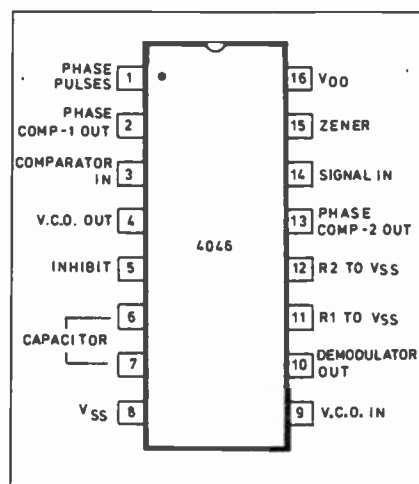 PHASE
PULSES
1
PHASE
COMP-1 OUT
2
COMPARATOR
IN
3
V.C.O. OUT
4
INHIBIT
5
6
CAPACITOR
7
VSS
8
4046
16
VDD
15
ZENER
14
SIGNAL IN
13
PHASE
COMP-2 OUT
12
R2 TO VSS
11
R1 TO VSS
10
DEMODULATOR
OUT
9
V.C.O. IN